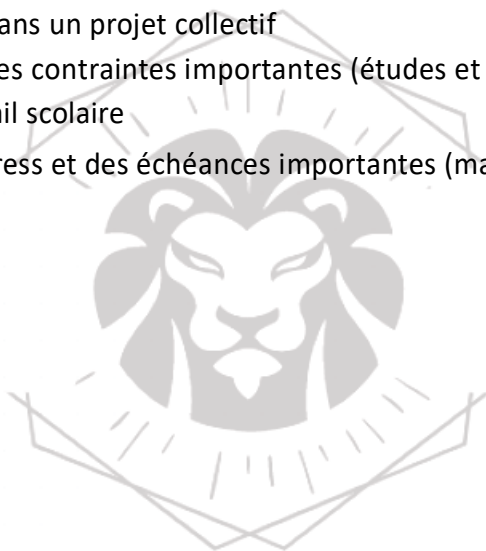 ans un projet collectif
es contraintes importantes (études et
il scolaire
ress et des échéances importantes (ma